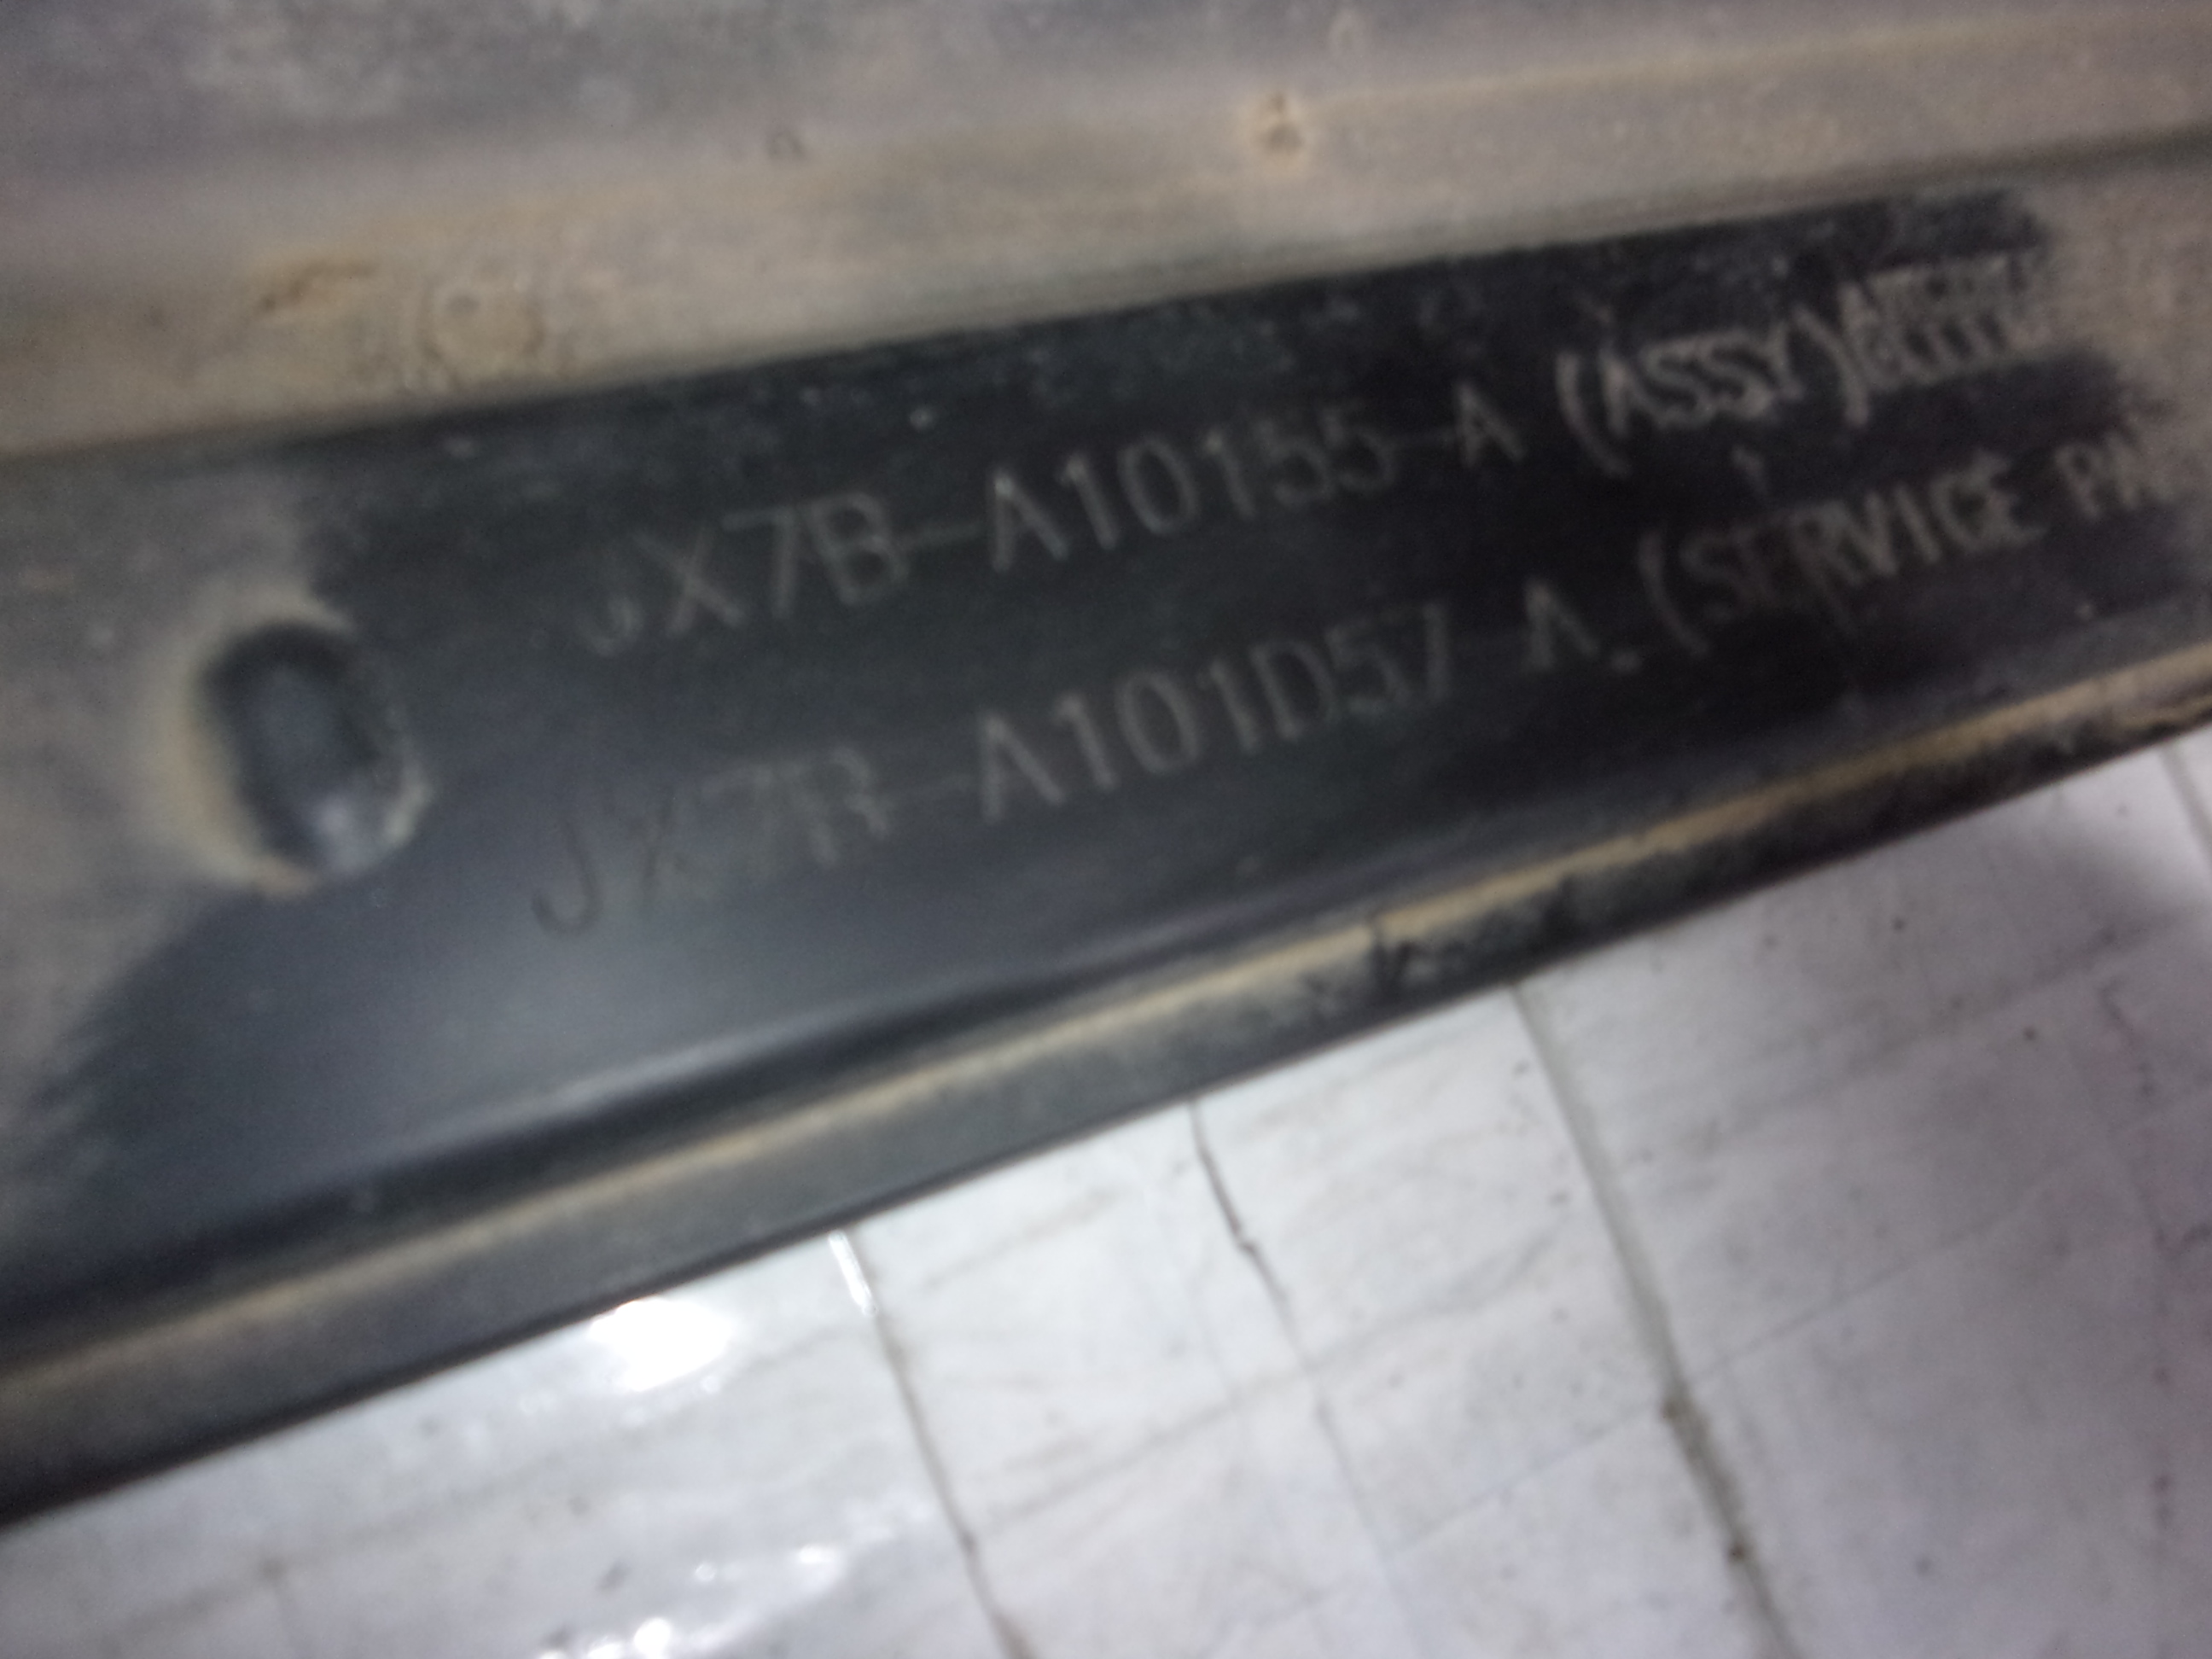 JX7B-A10155-A (ASSY)
JX7B-A101D57-A (SERVICE